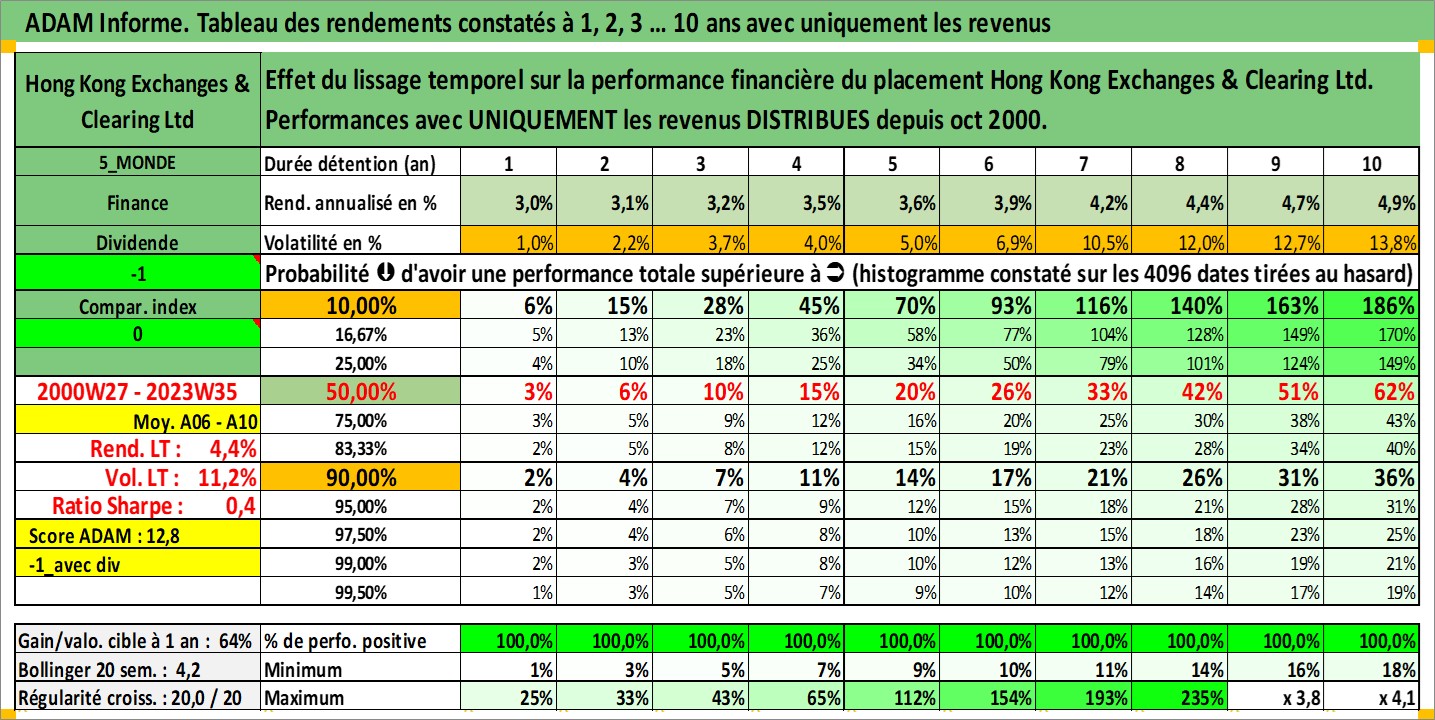 ADAM Informe. Tableau des rendements constatés à 1, 2, 3 ... 10 ans avec uniquement les revenus
Hong Kong Exchanges & Clearing Ltd
Effet du lissage temporel sur la performance financière du placement Hong Kong Exchanges & Clearing Ltd.
Performances avec UNIQUEMENT les revenus DISTRIBUES depuis oct 2000.
5_MONDE Durée détention (an) 1 2 3 4 5 6 7 8 9 10
Finance Rend. annualisé en % 3,0% 3,1% 3,2% 3,5% 3,6% 3,9% 4,2% 4,4% 4,7% 4,9%
Dividende Volatilité en % 1,0% 2,2% 3,7% 4,0% 5,0% 6,9% 10,5% 12,0% 12,7% 13,8%
-1 Probabilité 🡇 d'avoir une performance totale supérieure à ➲ (histogramme constaté sur les 4096 dates tirées au hasard)
Compar. index 10,00% 6% 15% 28% 45% 70% 93% 116% 140% 163% 186%
0 16,67% 5% 13% 23% 36% 58% 77% 104% 128% 149% 170%
25,00% 4% 10% 18% 25% 34% 50% 79% 101% 124% 149%
2000W27 - 2023W35 50,00% 3% 6% 10% 15% 20% 26% 33% 42% 51% 62%
Moy. A06 - A10 75,00% 3% 5% 9% 12% 16% 20% 25% 30% 38% 43%
Rend. LT : 4,4% 83,33% 2% 5% 8% 12% 15% 19% 23% 28% 34% 40%
Vol. LT : 11,2% 90,00% 2% 4% 7% 11% 14% 17% 21% 26% 31% 36%
Ratio Sharpe : 0,4 95,00% 2% 4% 7% 9% 12% 15% 18% 21% 28% 31%
Score ADAM : 12,8 97,50% 2% 4% 6% 8% 10% 13% 15% 18% 23% 25%
-1_avec div 99,00% 2% 3% 5% 8% 10% 12% 13% 16% 19% 21%
99,50% 1% 3% 5% 7% 9% 10% 12% 14% 17% 19%
Gain/valo. cible à 1 an : 64% % de perfo. positive 100,0% 100,0% 100,0% 100,0% 100,0% 100,0% 100,0% 100,0% 100,0% 100,0%
Bollinger 20 sem. : 4,2 Minimum 1% 3% 5% 7% 9% 10% 11% 14% 16% 18%
Régularité croiss. : 20,0 / 20 Maximum 25% 33% 43% 65% 112% 154% 193% 235% x 3,8 x 4,1